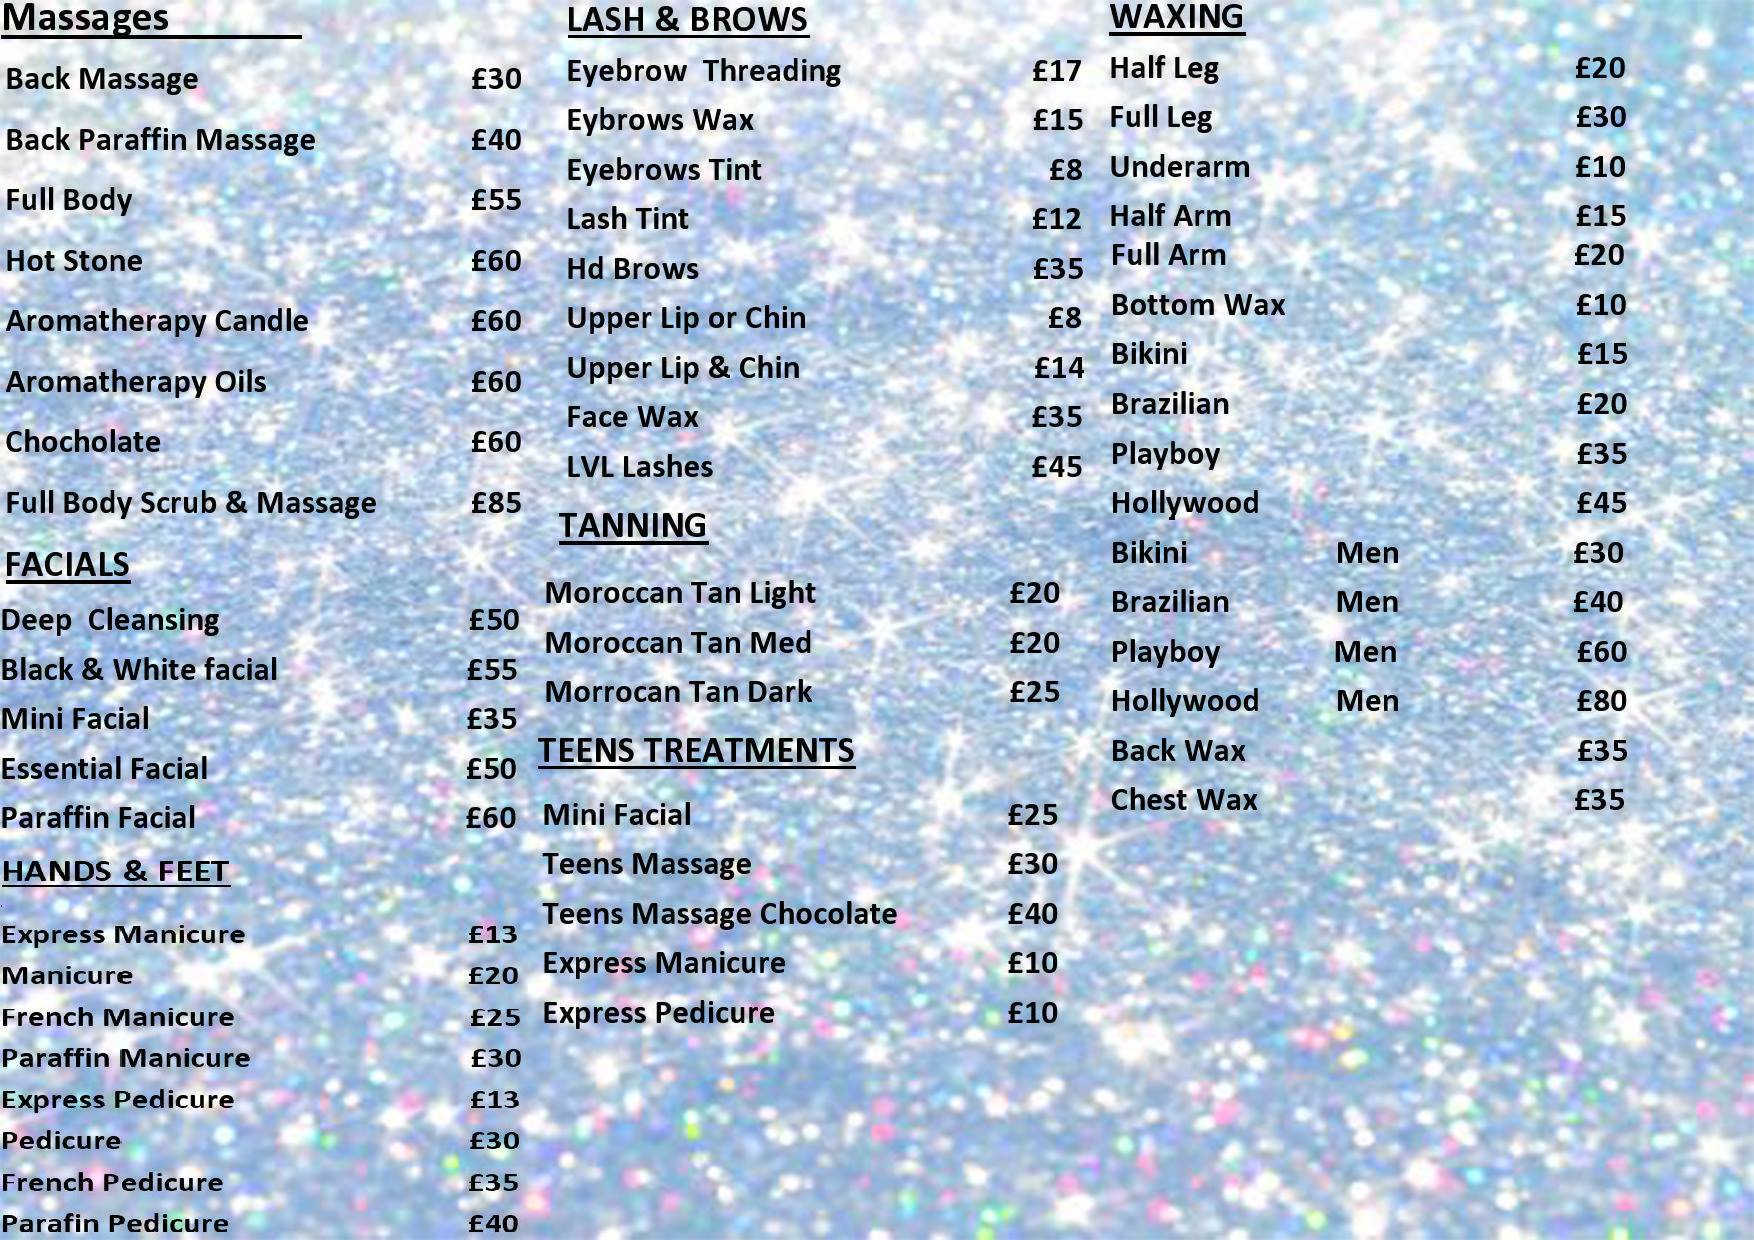 Massages
Back Massage £30
Back Paraffin Massage £40
Full Body £55
Hot Stone £60
Aromatherapy Candle £60
Aromatherapy Oils £60
Chocholate £60
Full Body Scrub & Massage £85
FACIALS
Deep Cleansing £50
Black & White facial £55
Mini Facial £35
Essential Facial £50
Paraffin Facial £60
HANDS & FEET
Express Manicure £13
Manicure £20
French Manicure £25
Paraffin Manicure £30
Express Pedicure £13
Pedicure £30
French Pedicure £35
Parafin Pedicure £40
LASH & BROWS
Eyebrow Threading £17
Eybrows Wax £15
Eyebrows Tint £8
Lash Tint £12
Hd Brows £35
Upper Lip or Chin £8
Upper Lip & Chin £14
Face Wax £35
LVL Lashes £45
TANNING
Moroccan Tan Light £20
Moroccan Tan Med £20
Morrocan Tan Dark £25
TEENS TREATMENTS
Mini Facial £25
Teens Massage £30
Teens Massage Chocolate £40
Express Manicure £10
Express Pedicure £10
WAXING
Half Leg £20
Full Leg £30
Underarm £10
Half Arm £15
Full Arm £20
Bottom Wax £10
Bikini £15
Brazilian £20
Playboy £35
Hollywood £45
Bikini Men £30
Brazilian Men £40
Playboy Men £60
Hollywood Men £80
Back Wax £35
Chest Wax £35